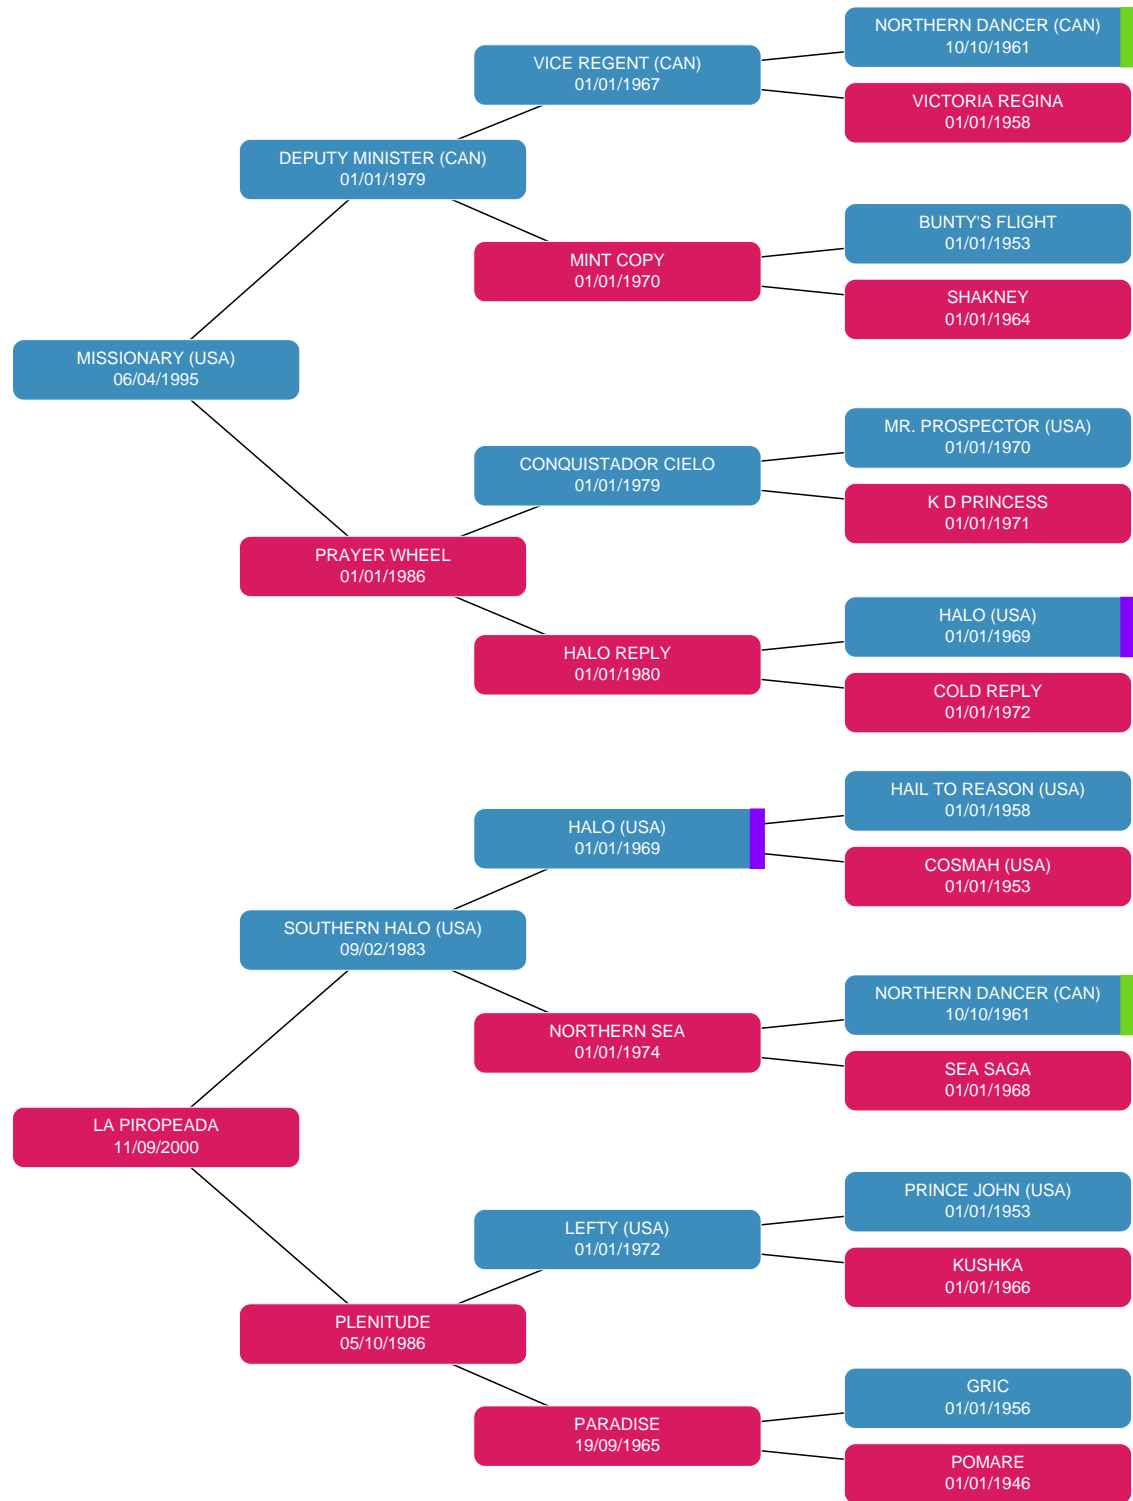 NORTHERN DANCER (CAN)
10/10/1961
VICE REGENT (CAN)
01/01/1967
VICTORIA REGINA
01/01/1958
DEPUTY MINISTER (CAN)
01/01/1979
BUNTY'S FLIGHT
01/01/1953
MINT COPY
01/01/1970
SHAKNEY
01/01/1964
MISSIONARY (USA)
06/04/1995
MR. PROSPECTOR (USA)
01/01/1970
CONQUISTADOR CIELO
01/01/1979
K D PRINCESS
01/01/1971
PRAYER WHEEL
01/01/1986
HALO (USA)
01/01/1969
HALO REPLY
01/01/1980
COLD REPLY
01/01/1972
HAIL TO REASON (USA)
01/01/1958
HALO (USA)
01/01/1969
COSMAH (USA)
01/01/1953
SOUTHERN HALO (USA)
09/02/1983
NORTHERN DANCER (CAN)
10/10/1961
NORTHERN SEA
01/01/1974
SEA SAGA
01/01/1968
LA PIROPEADA
11/09/2000
PRINCE JOHN (USA)
01/01/1953
LEFTY (USA)
01/01/1972
KUSHKA
01/01/1966
PLENITUDE
05/10/1986
GRIC
01/01/1956
PARADISE
19/09/1965
POMARE
01/01/1946